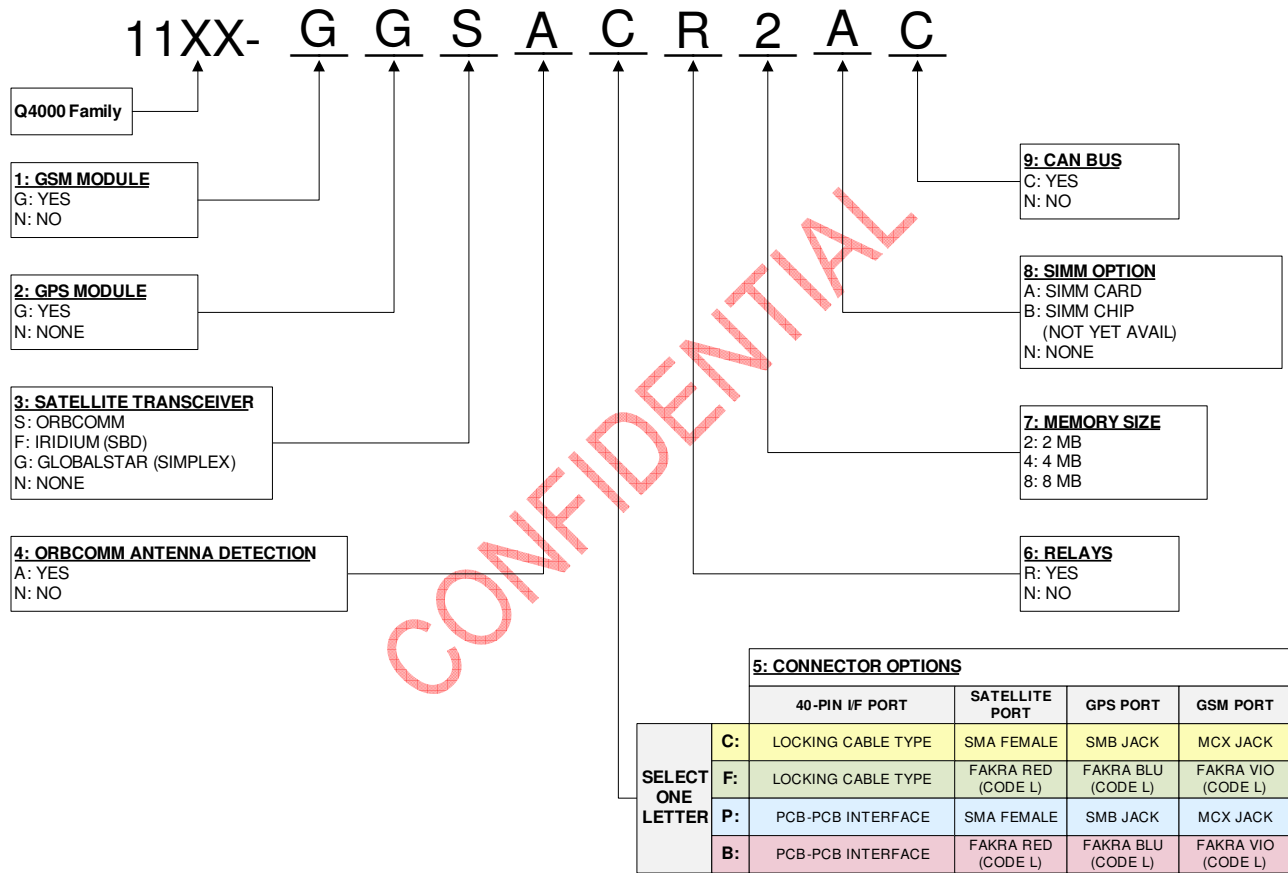 11XX- G G S A C R 2 A C
Q4000 Family
1: GSM MODULE
G: YES
N: NO
2: GPS MODULE
G: YES
N: NONE
3: SATELLITE TRANSCEIVER
S: ORBCOMM
F: IRIDIUM (SBD)
G: GLOBALSTAR (SIMPLEX)
N: NONE
4: ORBCOMM ANTENNA DETECTION
A: YES
N: NO
9: CAN BUS
C: YES
N: NO
8: SIMM OPTION
A: SIMM CARD
B: SIMM CHIP
(NOT YET AVAIL)
N: NONE
7: MEMORY SIZE
2: 2 MB
4: 4 MB
8: 8 MB
6: RELAYS
R: YES
N: NO
CONFIDENTIAL
5: CONNECTOR OPTIONS
40-PIN I/F PORT SATELLITE PORT GPS PORT GSM PORT
SELECT ONE LETTER
C: LOCKING CABLE TYPE SMA FEMALE SMB JACK MCX JACK
F: LOCKING CABLE TYPE FAKRA RED (CODE L) FAKRA BLU (CODE L) FAKRA VIO (CODE L)
P: PCB-PCB INTERFACE SMA FEMALE SMB JACK MCX JACK
B: PCB-PCB INTERFACE FAKRA RED (CODE L) FAKRA BLU (CODE L) FAKRA VIO (CODE L)